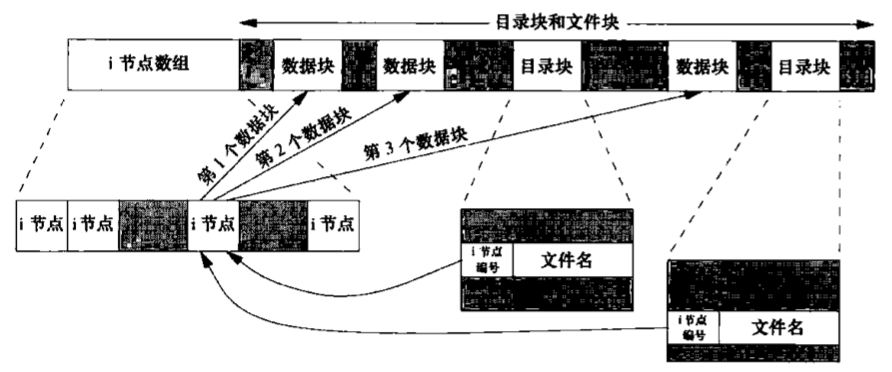 目录块和文件块
i 节点数组
数据块
数据块
目录块
数据块
目录块
第 1 个数据块
第 2 个数据块
第 3 个数据块
i 节点
i 节点
i 节点
i 节点
i 节点
编号
文件名
i 节点
编号
文件名